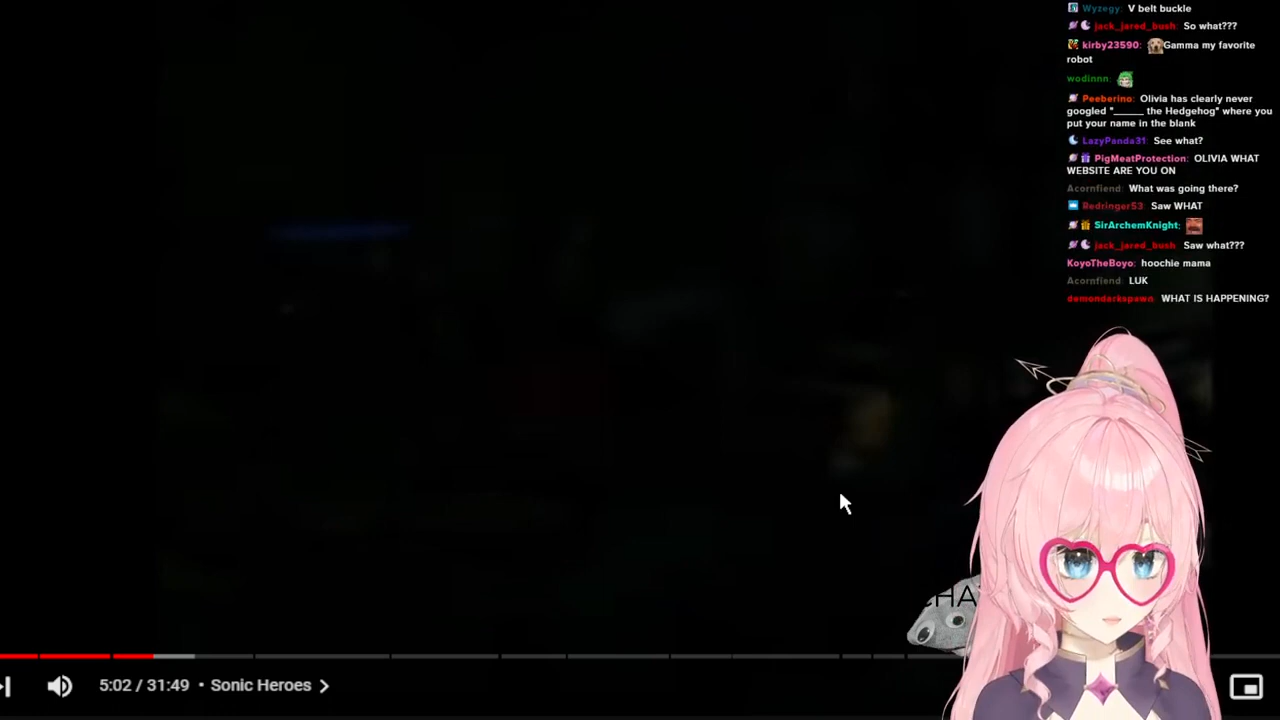 Wyzegy: V belt buckle
jack_jared_bush: So what???
kirby23590: Gamma my favorite
robot
wodinnn:
Peeberino: Olivia has clearly never
googled "______ the Hedgehog" where you
put your name in the blank
LazyPanda31: See what?
PigMeatProtection: OLIVIA WHAT
WEBSITE ARE YOU ON
Acornfiend: What was going there?
Redringer53: Saw WHAT
SirArchemKnight:
jack_jared_bush: Saw what???
KoyoTheBoyo: hoochie mama
Acornfiend: LUK
demondarkspawn: WHAT IS HAPPENING?
CHA
5:02 / 31:49 • Sonic Heroes >